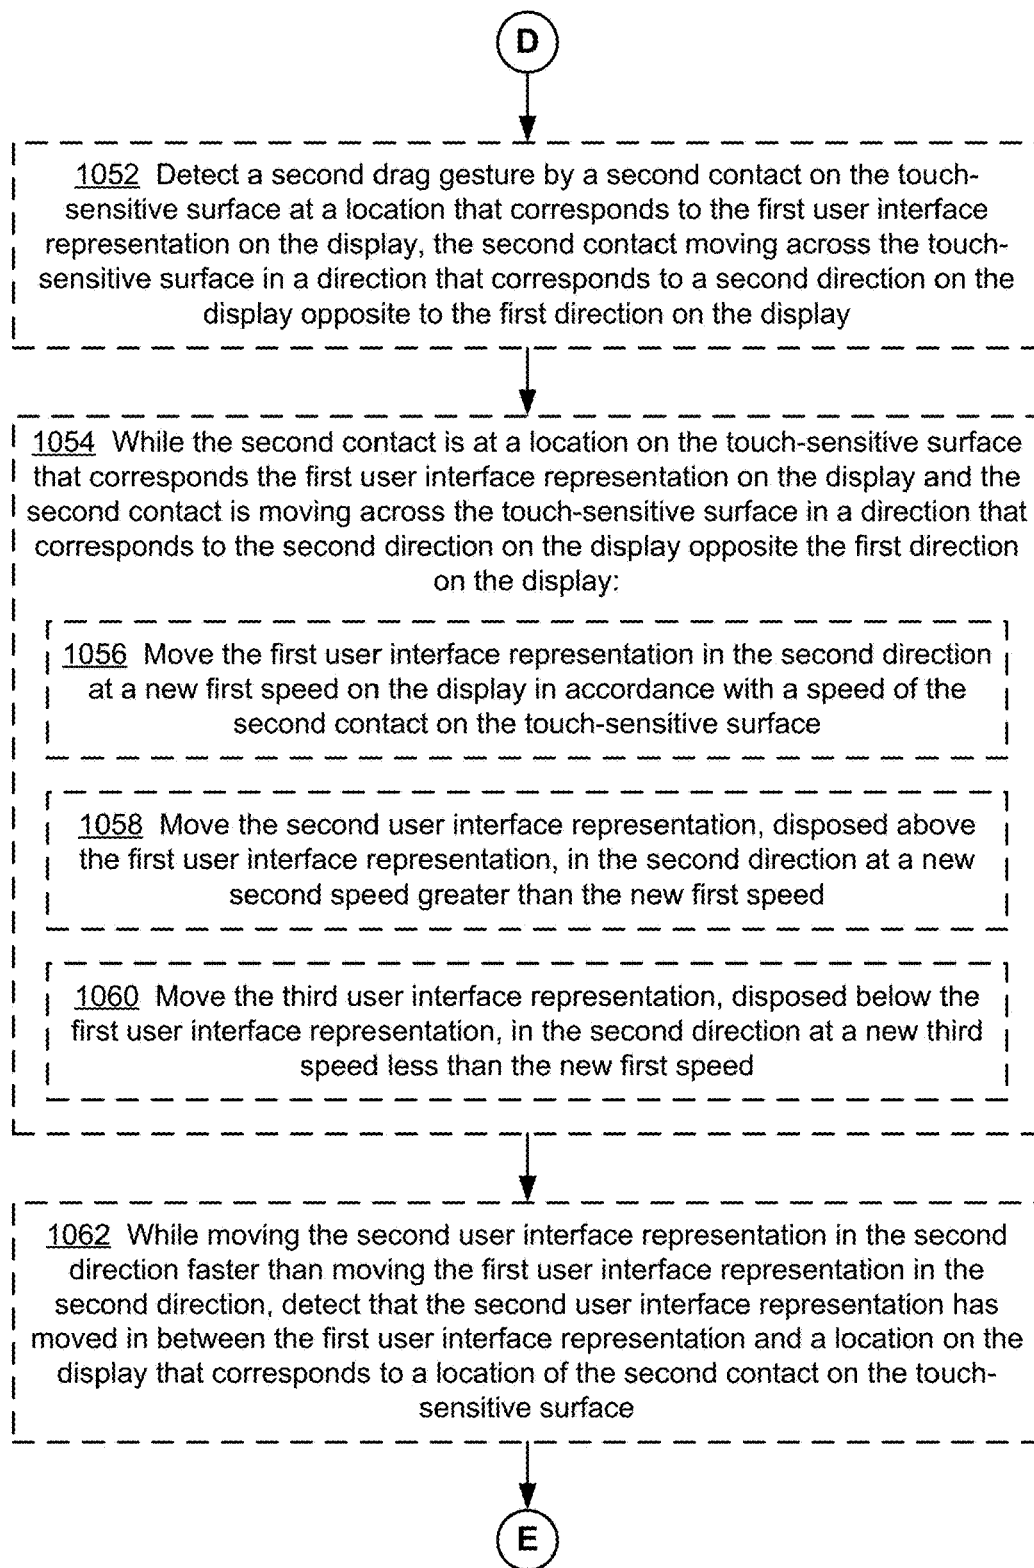 D
1052 Detect a second drag gesture by a second contact on the touch-
sensitive surface at a location that corresponds to the first user interface
representation on the display, the second contact moving across the touch-
sensitive surface in a direction that corresponds to a second direction on the
display opposite to the first direction on the display
1054 While the second contact is at a location on the touch-sensitive surface
that corresponds the first user interface representation on the display and the
second contact is moving across the touch-sensitive surface in a direction that
corresponds to the second direction on the display opposite the first direction
on the display:
1056 Move the first user interface representation in the second direction
at a new first speed on the display in accordance with a speed of the
second contact on the touch-sensitive surface
1058 Move the second user interface representation, disposed above
the first user interface representation, in the second direction at a new
second speed greater than the new first speed
1060 Move the third user interface representation, disposed below the
first user interface representation, in the second direction at a new third
speed less than the new first speed
1062 While moving the second user interface representation in the second
direction faster than moving the first user interface representation in the
second direction, detect that the second user interface representation has
moved in between the first user interface representation and a location on the
display that corresponds to a location of the second contact on the touch-
sensitive surface
E